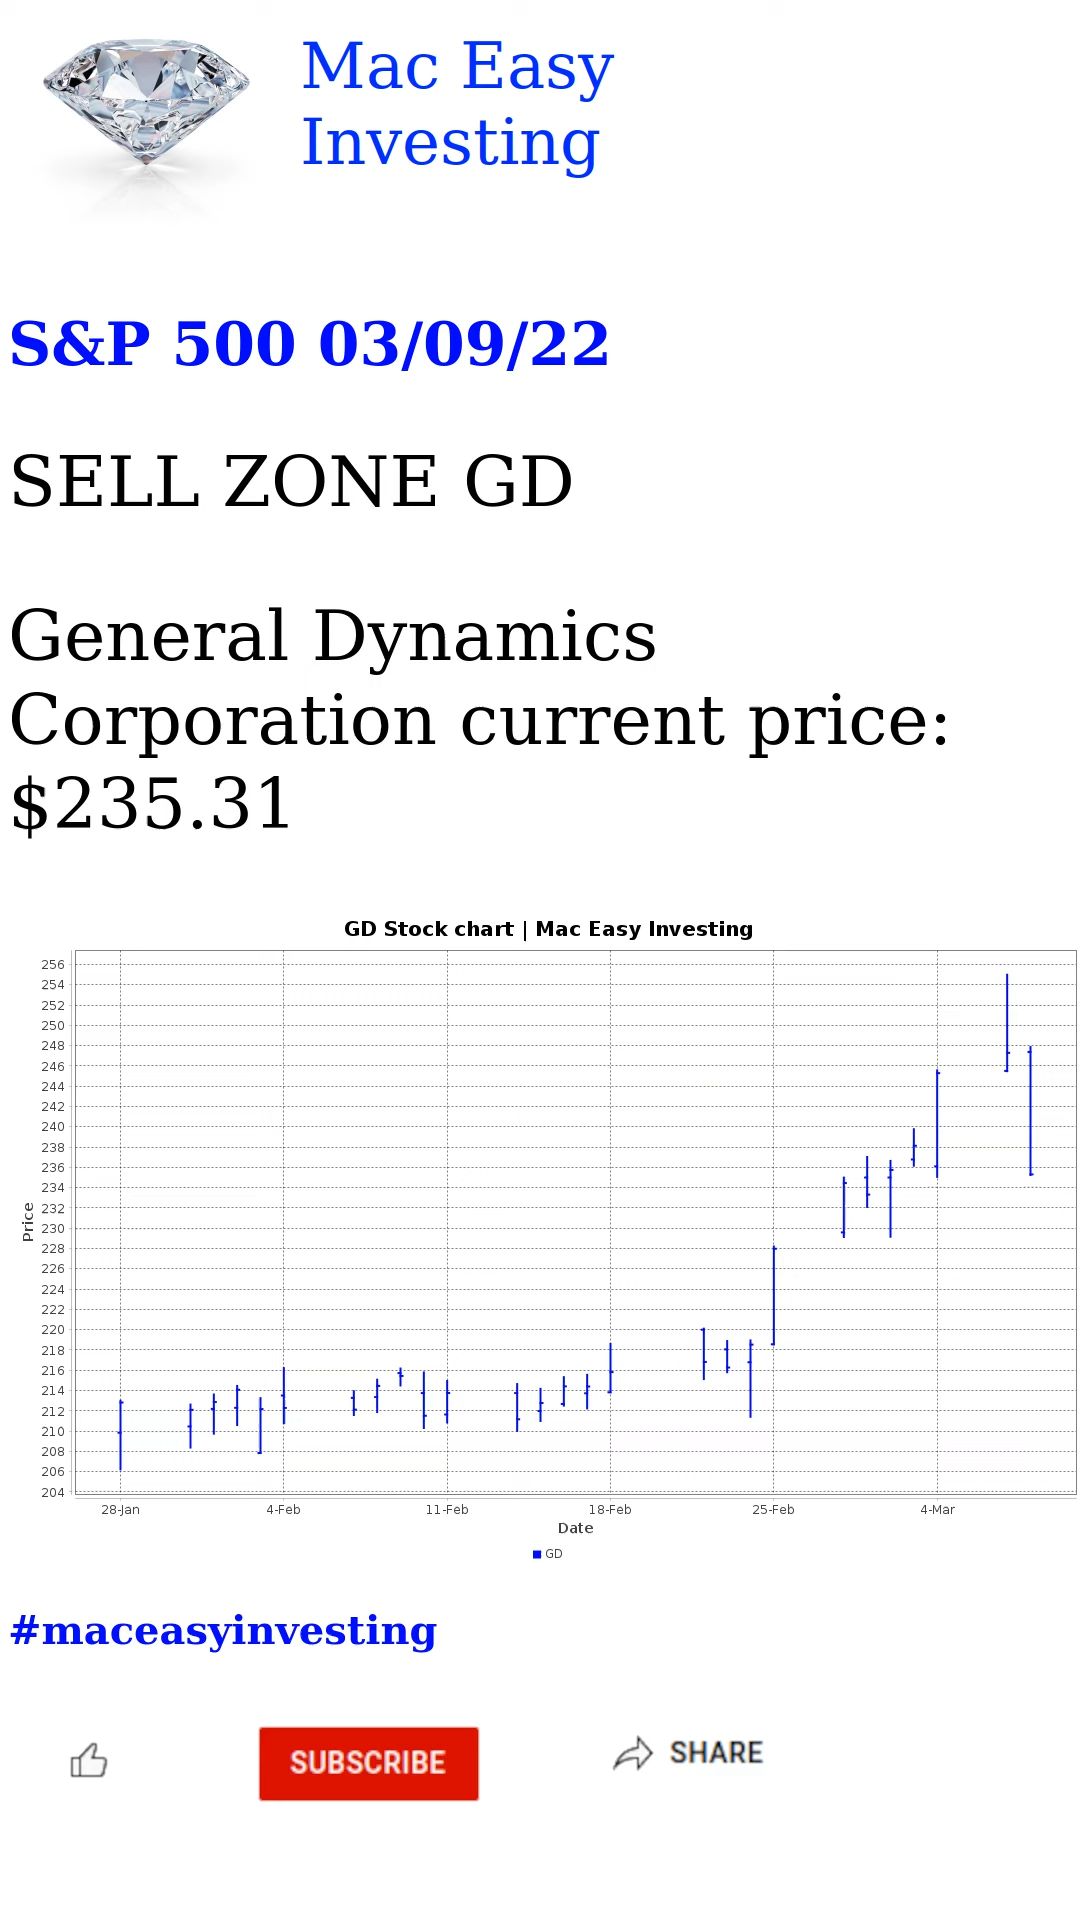 Mac Easy
Investing
S&P 500 03/09/22
SELL ZONE GD
General Dynamics
Corporation current price:
$235.31
GD Stock chart | Mac Easy Investing
256
254
252
250
248
246
244
242
240
238
236
234
232
230
228
226
224
222
220
218
216
214
212
210
208
206
204
Price
28-Jan 4-Feb 11-Feb 18-Feb 25-Feb 4-Mar
Date
GD
#maceasyinvesting
SUBSCRIBE
SHARE